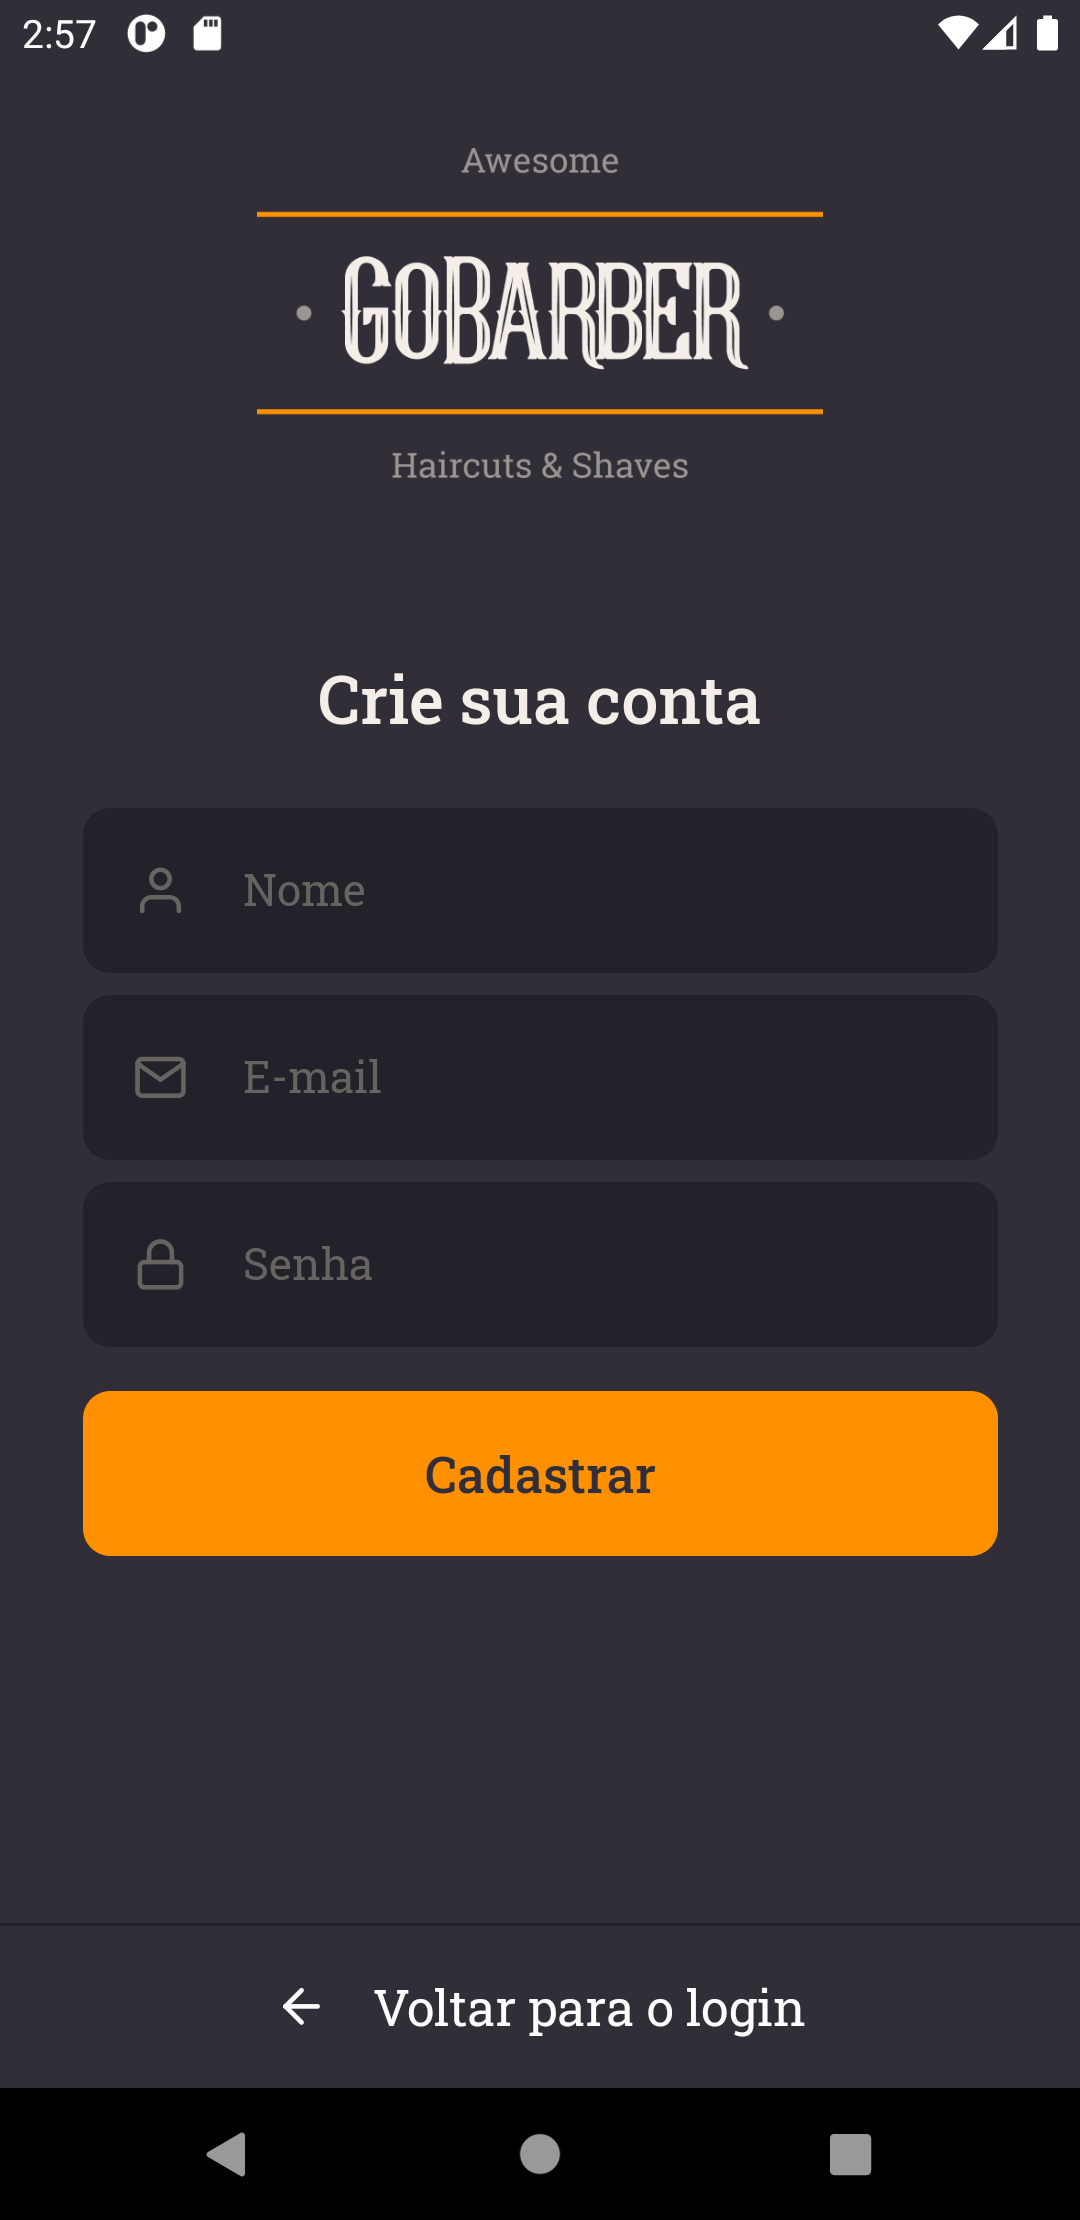 2:57
Awesome
GOBARBER
Haircuts & Shaves
Crie sua conta
Nome
E-mail
Senha
Cadastrar
Voltar para o login